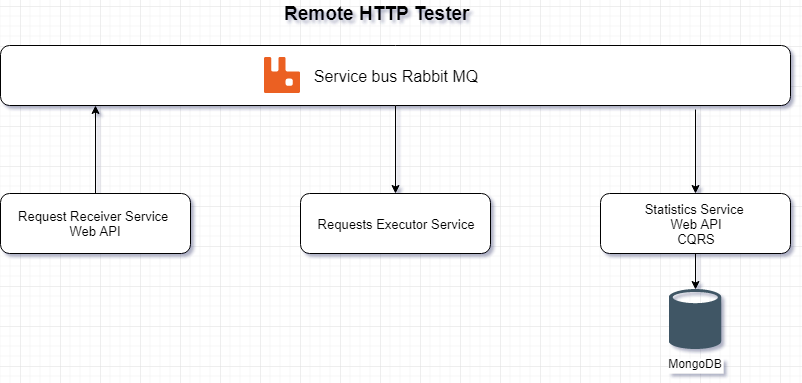 Remote HTTP Tester
Service bus Rabbit MQ
Request Receiver Service
Web API
Requests Executor Service
Statistics Service
Web API
CQRS
MongoDB